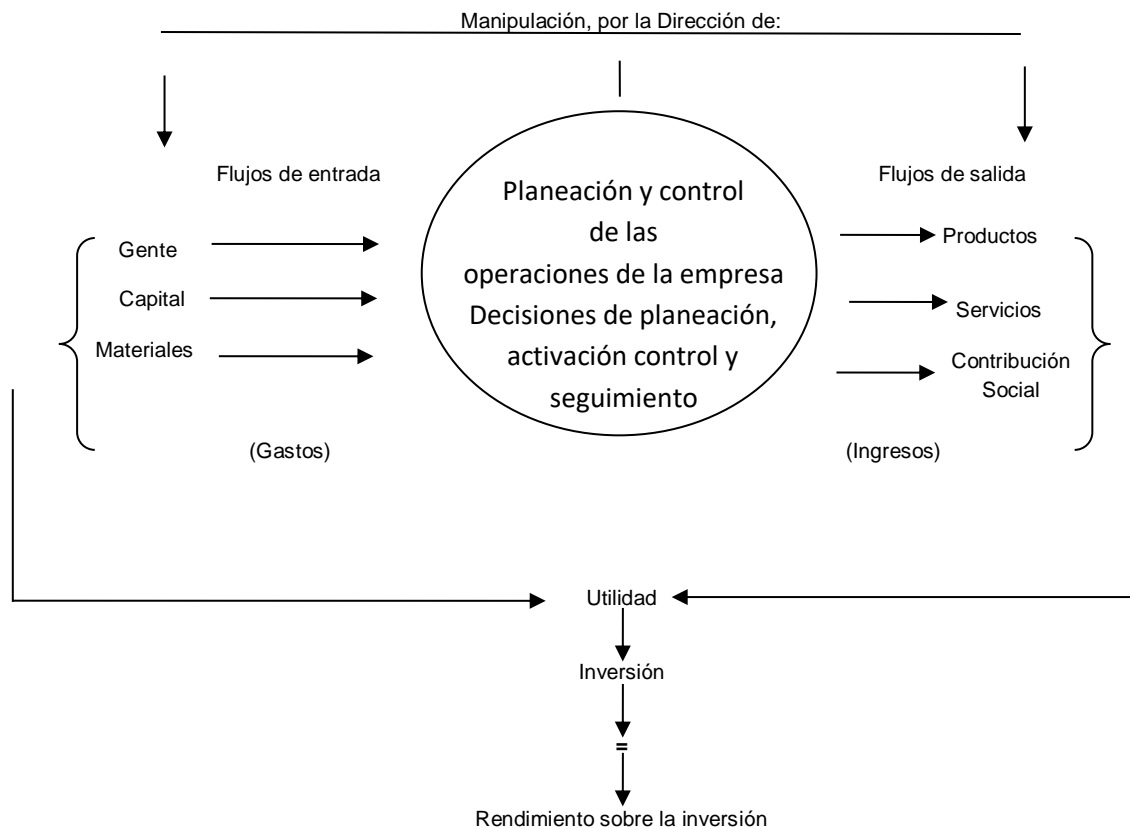 Manipulación, por la Dirección de:
Flujos de entrada
Gente
Capital
Materiales
(Gastos)
Planeación y control
de las
operaciones de la empresa
Decisiones de planeación,
activación control y
seguimiento
Flujos de salida
Productos
Servicios
Contribución
Social
(Ingresos)
Utilidad
Inversión
=
Rendimiento sobre la inversión